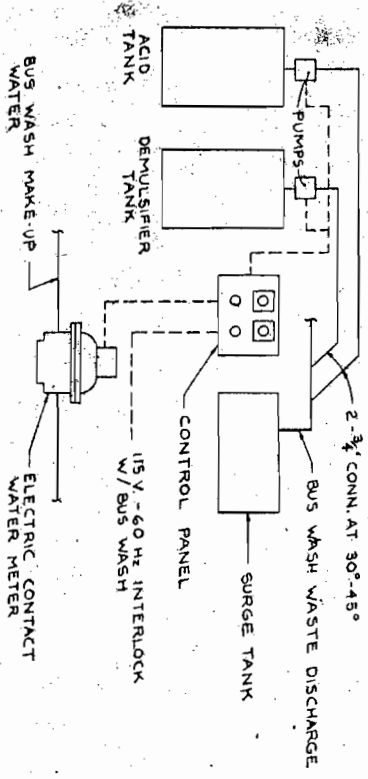 ACID
TANK
PUMPS
DEMULSIFIER
TANK
2-3/4" CONN. AT 30°-45°
BUS WASH WASTE DISCHARGE
SURGE TANK
CONTROL PANEL
115 V. - 60 Hz INTERLOCK
W/ BUS WASH
BUS WASH MAKE-UP
WATER
ELECTRIC CONTACT
WATER METER